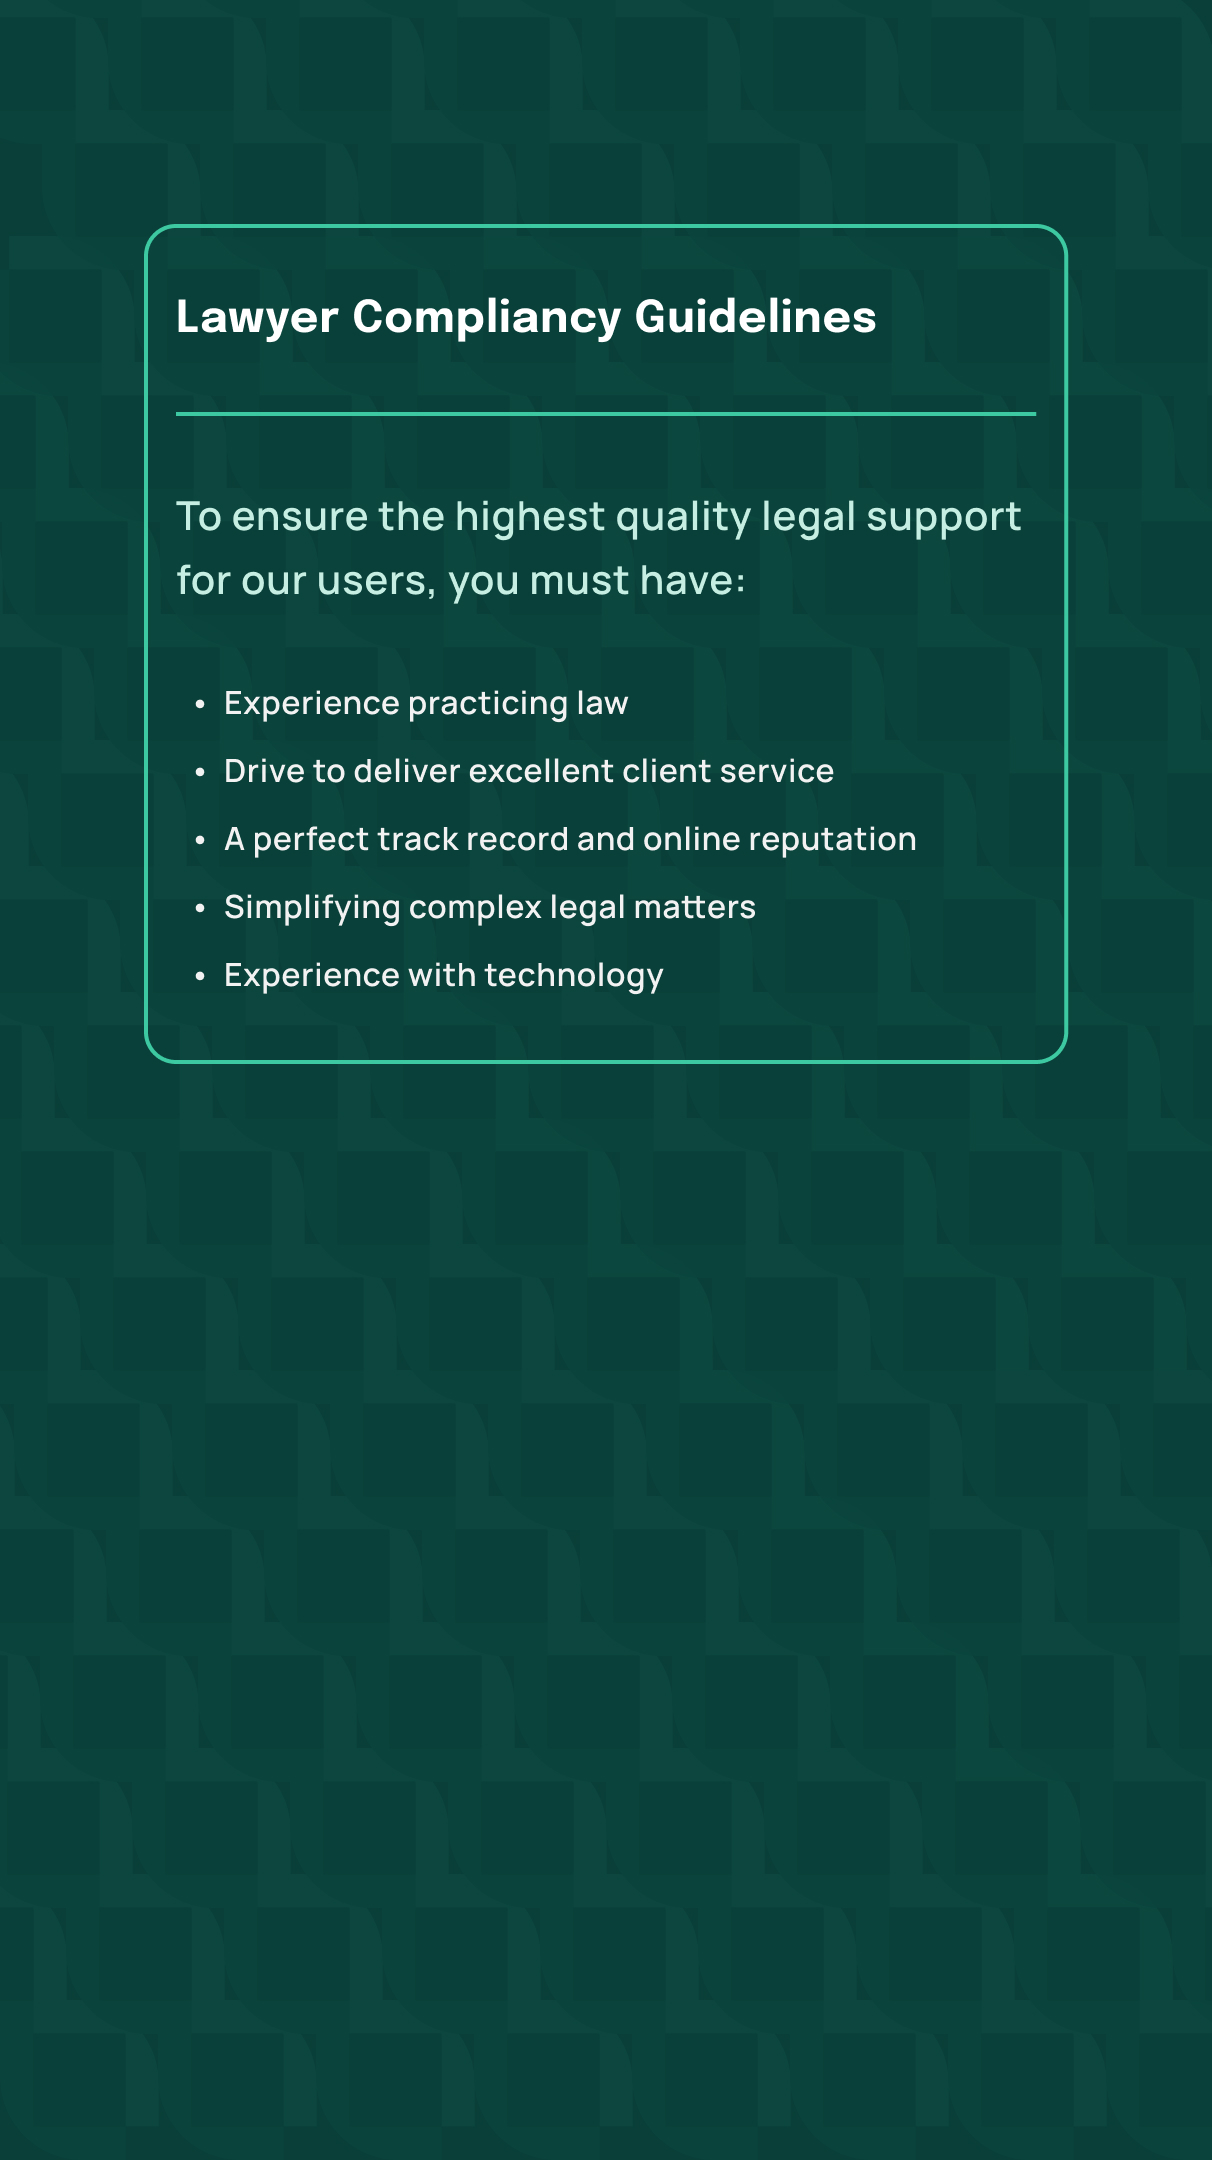 Lawyer Compliancy Guidelines
To ensure the highest quality legal support
for our users, you must have:
• Experience practicing law
• Drive to deliver excellent client service
• A perfect track record and online reputation
• Simplifying complex legal matters
• Experience with technology